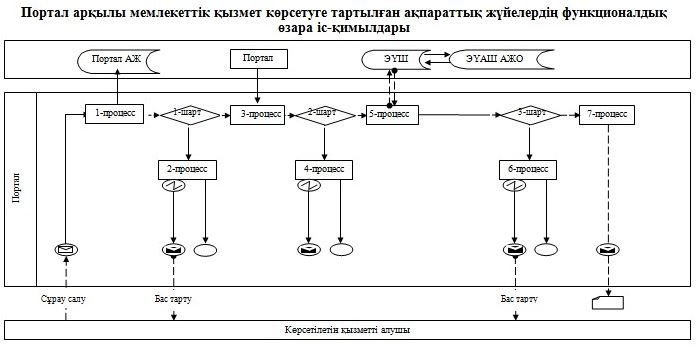 Портал арқылы мемлекеттік қызмет көрсетуге тартылған ақпараттық жүйелердің функционалдық
өзара іс-қимылдары
Портал АЖ
Портал
ЭҮШ
ЭҮАШ АЖО
Портал
1-процесс
1-шарт
3-процесс
2-шарт
5-процесс
3-шарт
7-процесс
2-процесс
4-процесс
6-процесс
Сұрау салу
Бас тарту
Бас тарту
Көрсетілетін қызметті алушы